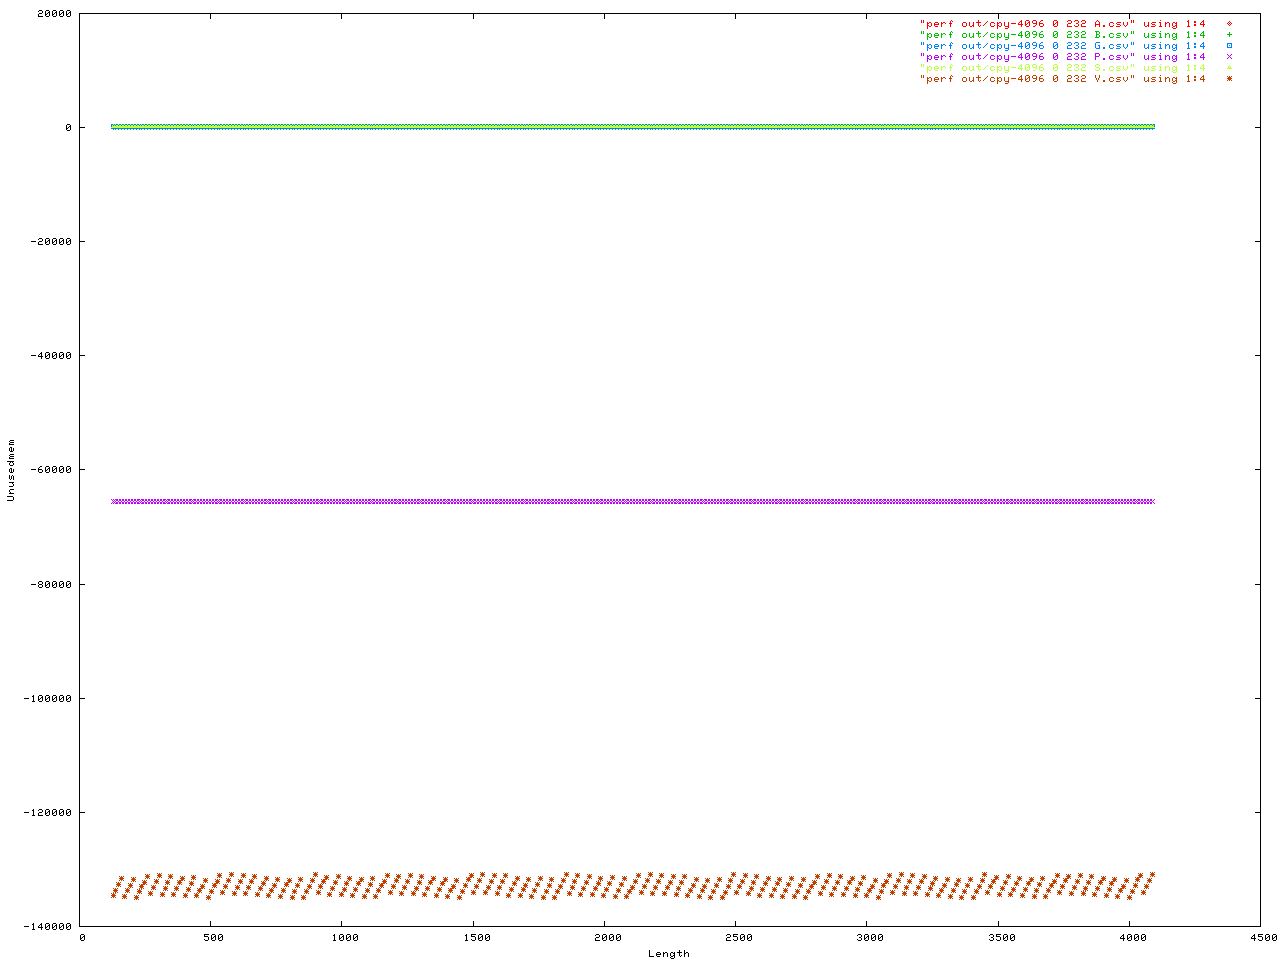 20000
"perf out/cpy-4096 0 232 A.csv" using 1:4
"perf out/cpy-4096 0 232 B.csv" using 1:4
"perf out/cpy-4096 0 232 G.csv" using 1:4
"perf out/cpy-4096 0 232 P.csv" using 1:4
"perf out/cpy-4096 0 232 S.csv" using 1:4
"perf out/cpy-4096 0 232 V.csv" using 1:4
0
-20000
-40000
Unusedmem
-60000
-80000
-100000
-120000
-140000
0 500 1000 1500 2000 2500 3000 3500 4000 4500
Length